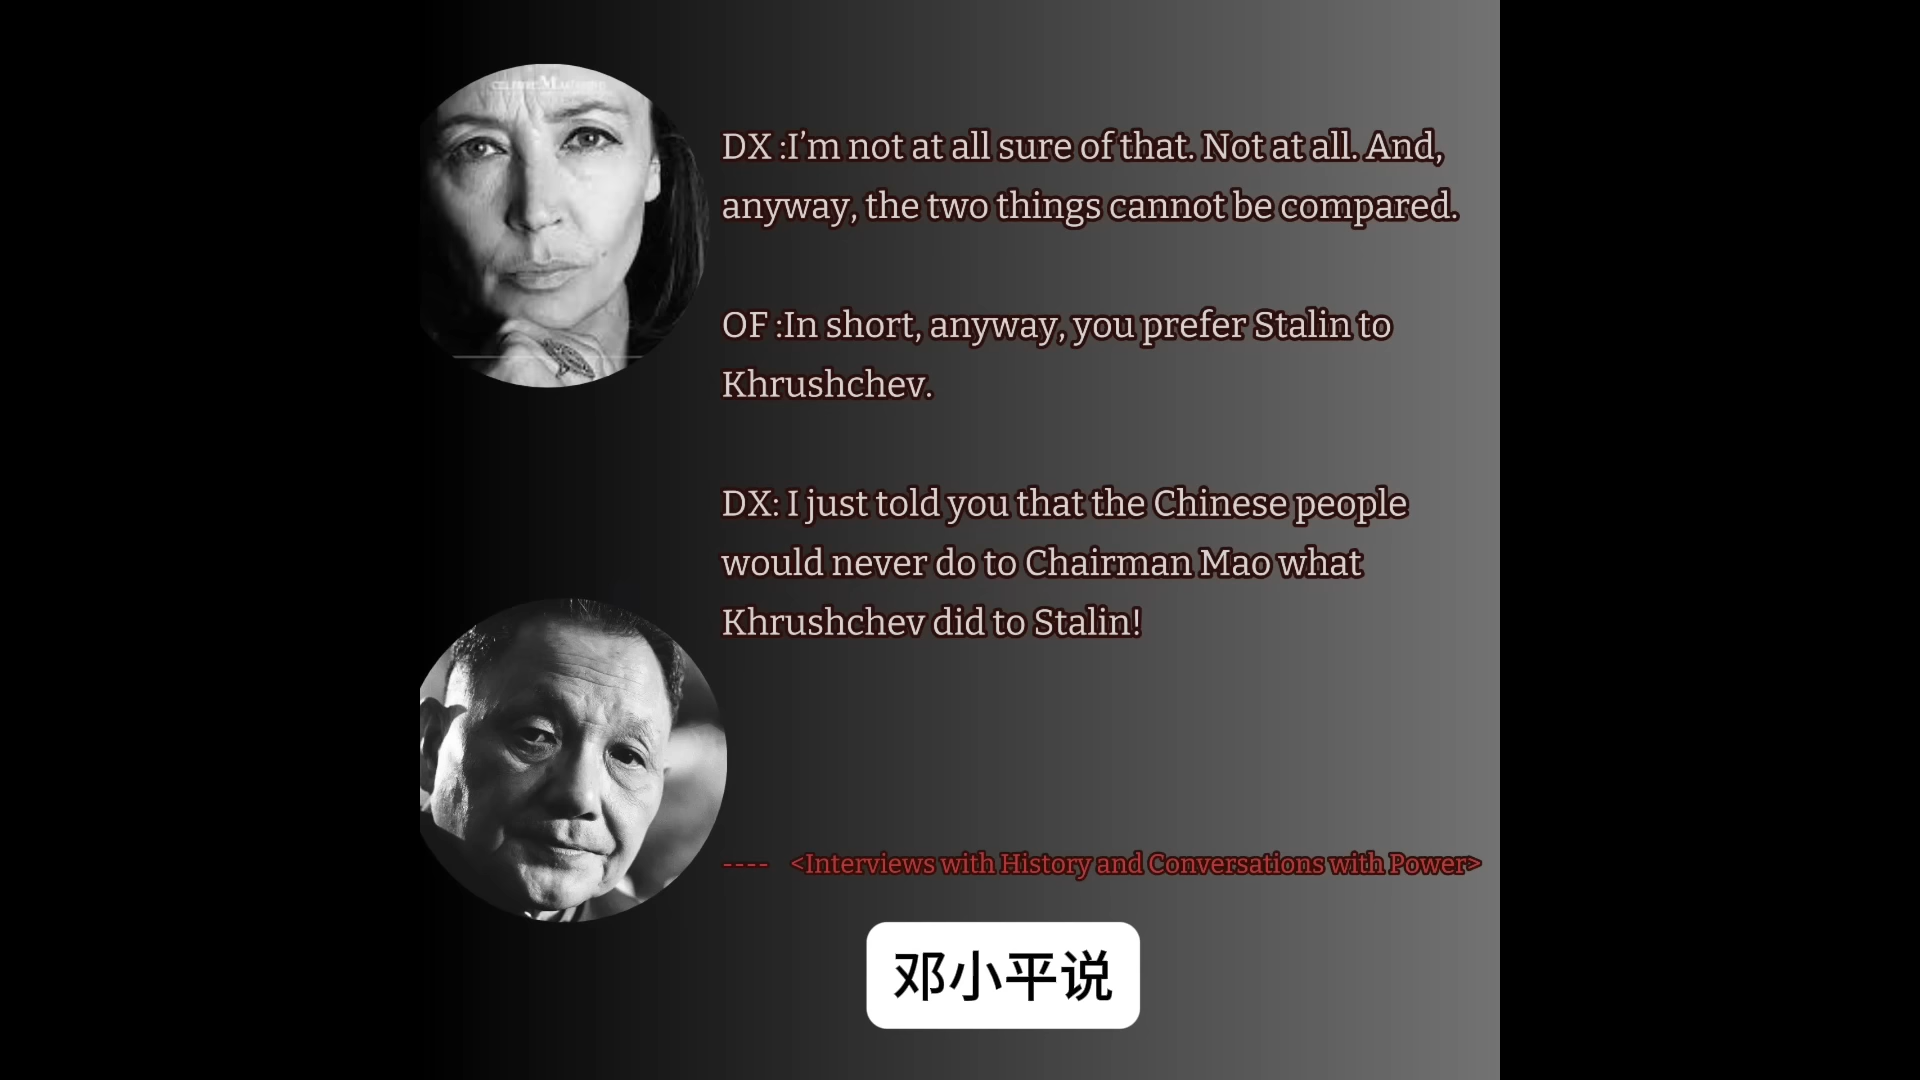 DX :I’m not at all sure of that. Not at all. And,
anyway, the two things cannot be compared.
OF :In short, anyway, you prefer Stalin to
Khrushchev.
DX: I just told you that the Chinese people
would never do to Chairman Mao what
Khrushchev did to Stalin!
---- <Interviews with History and Conversations with Power>
邓小平说